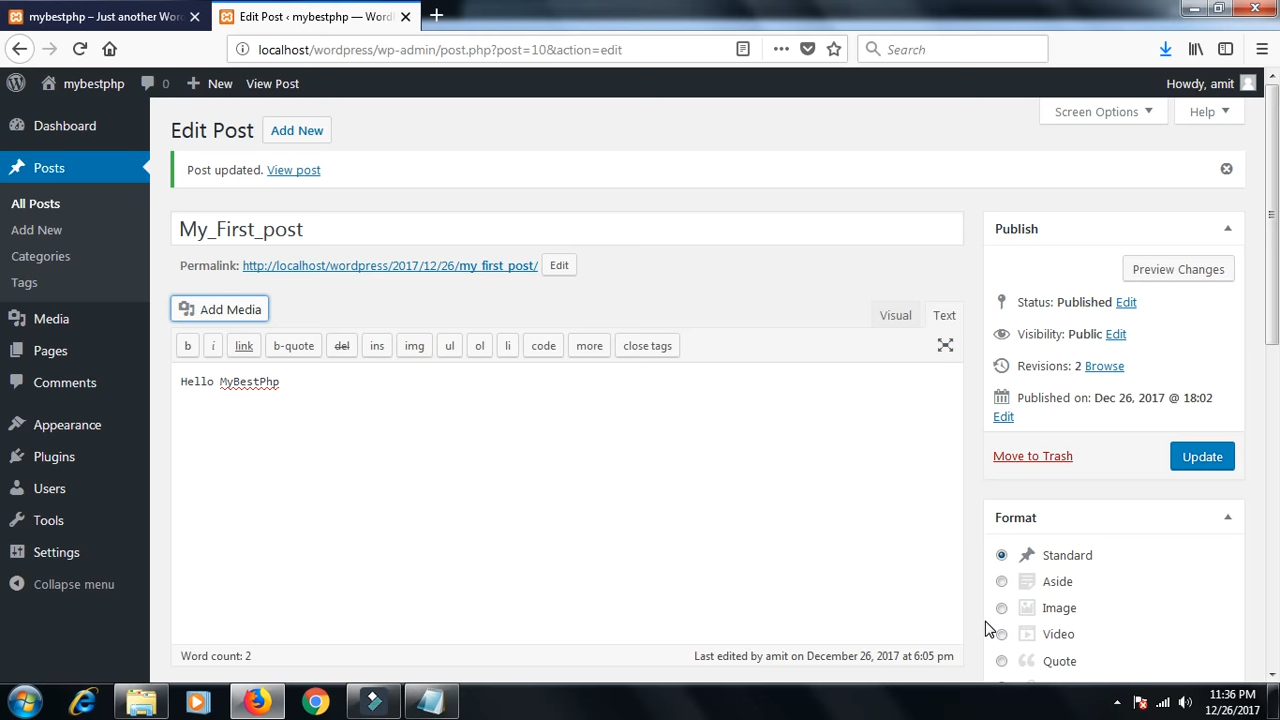 mybestphp – Just another Wor
Edit Post ‹ mybestphp — Word
localhost/wordpress/wp-admin/post.php?post=10&action=edit
Search
mybestphp
0
New
View Post
Howdy, amit
Dashboard
Posts
All Posts
Add New
Categories
Tags
Media
Pages
Comments
Appearance
Plugins
Users
Tools
Settings
Collapse menu
Screen Options
Help
Edit Post
Add New
Post updated. View post
My_First_post
Permalink: http://localhost/wordpress/2017/12/26/my_first_post/ Edit
Add Media
Visual
Text
b
i
link
b-quote
del
ins
img
ul
ol
li
code
more
close tags
Hello MyBestPhp
Word count: 2
Last edited by amit on December 26, 2017 at 6:05 pm
Publish
Preview Changes
Status: Published Edit
Visibility: Public Edit
Revisions: 2 Browse
Published on: Dec 26, 2017 @ 18:02
Edit
Move to Trash
Update
Format
Standard
Aside
Image
Video
Quote
11:36 PM
12/26/2017